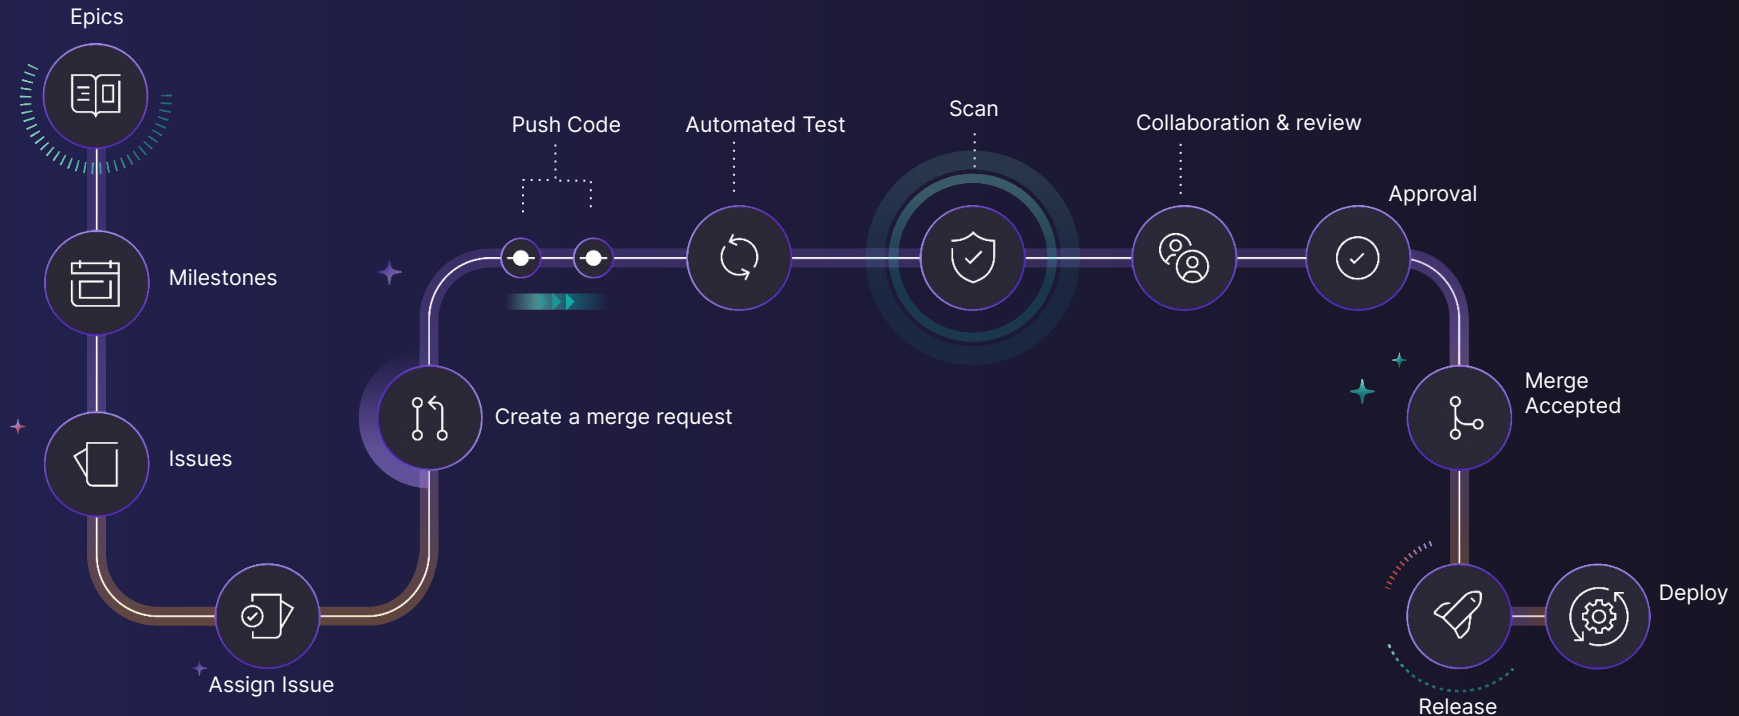 Epics
Milestones
Issues
Assign Issue
Create a merge request
Push Code
Automated Test
Scan
Collaboration & review
Approval
Merge
Accepted
Release
Deploy